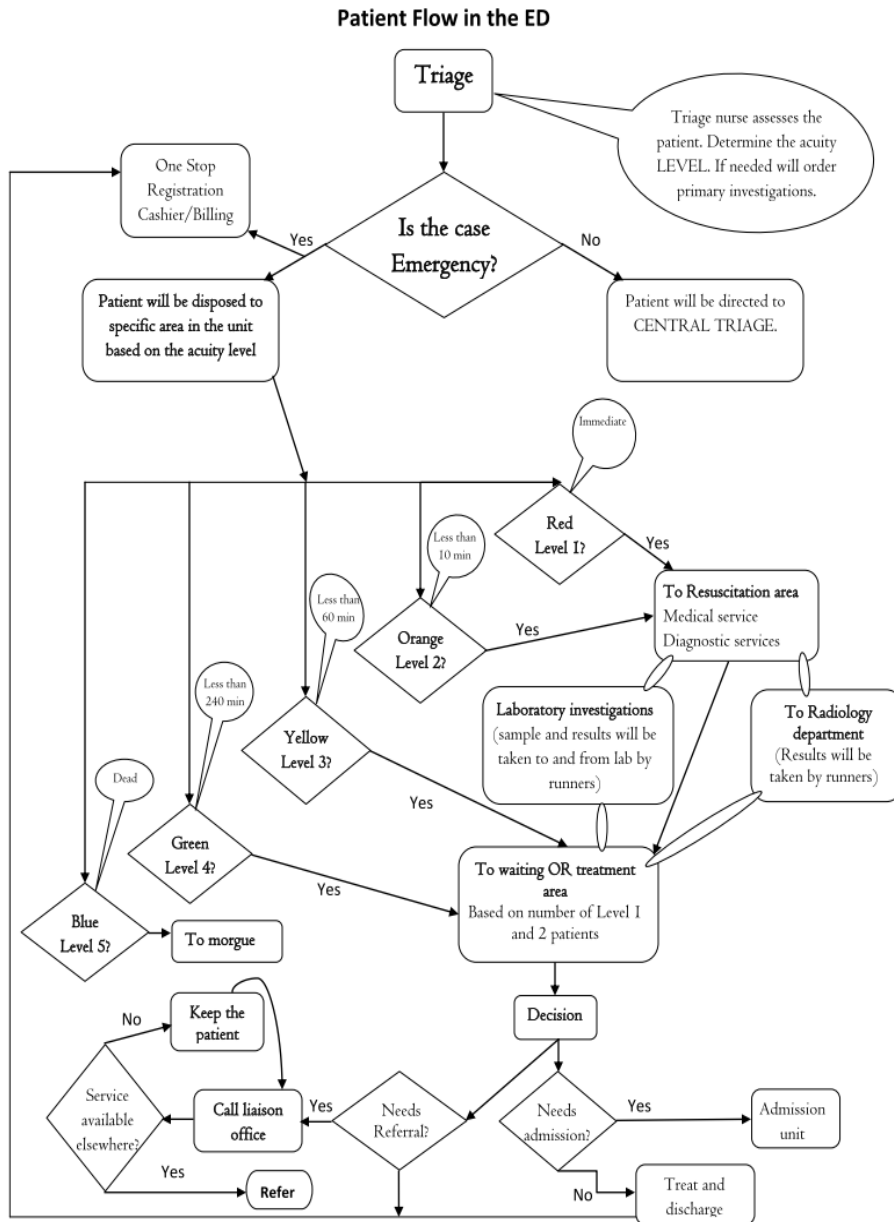 Patient Flow in the ED
Triage
Triage nurse assesses the
patient. Determine the acuity
LEVEL. If needed will order
primary investigations.
One Stop
Registration
Cashier/Billing
Yes
Is the case
Emergency?
No
Patient will be disposed to
specific area in the unit
based on the acuity level
Patient will be directed to
CENTRAL TRIAGE.
Immediate
Red
Level 1?
Yes
Less than
10 min
Orange
Level 2?
Yes
To Resuscitation area
Medical service
Diagnostic services
Less than
60 min
Yellow
Level 3?
Yes
Laboratory investigations
(sample and results will be
taken to and from lab by
runners)
To Radiology
department
(Results will be
taken by runners)
Less than
240 min
Green
Level 4?
Yes
To waiting OR treatment
area
Based on number of Level 1
and 2 patients
Dead
Blue
Level 5?
To morgue
Decision
No
Keep the
patient
Service
available
elsewhere?
Call liaison
office
Yes
Needs
Referral?
Needs
admission?
Yes
Admission
unit
Yes
Refer
No
Treat and
discharge